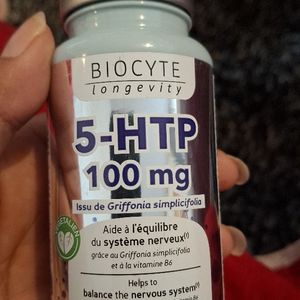 BIOCYTE
longevity
5-HTP
100 mg
Issu de Griffonia simplicifolia
Aide à l'équilibre
du système nerveux(1)
grâce au Griffonia simplicifolia
et à la vitamine B6
Helps to
balance the nervous system(1)